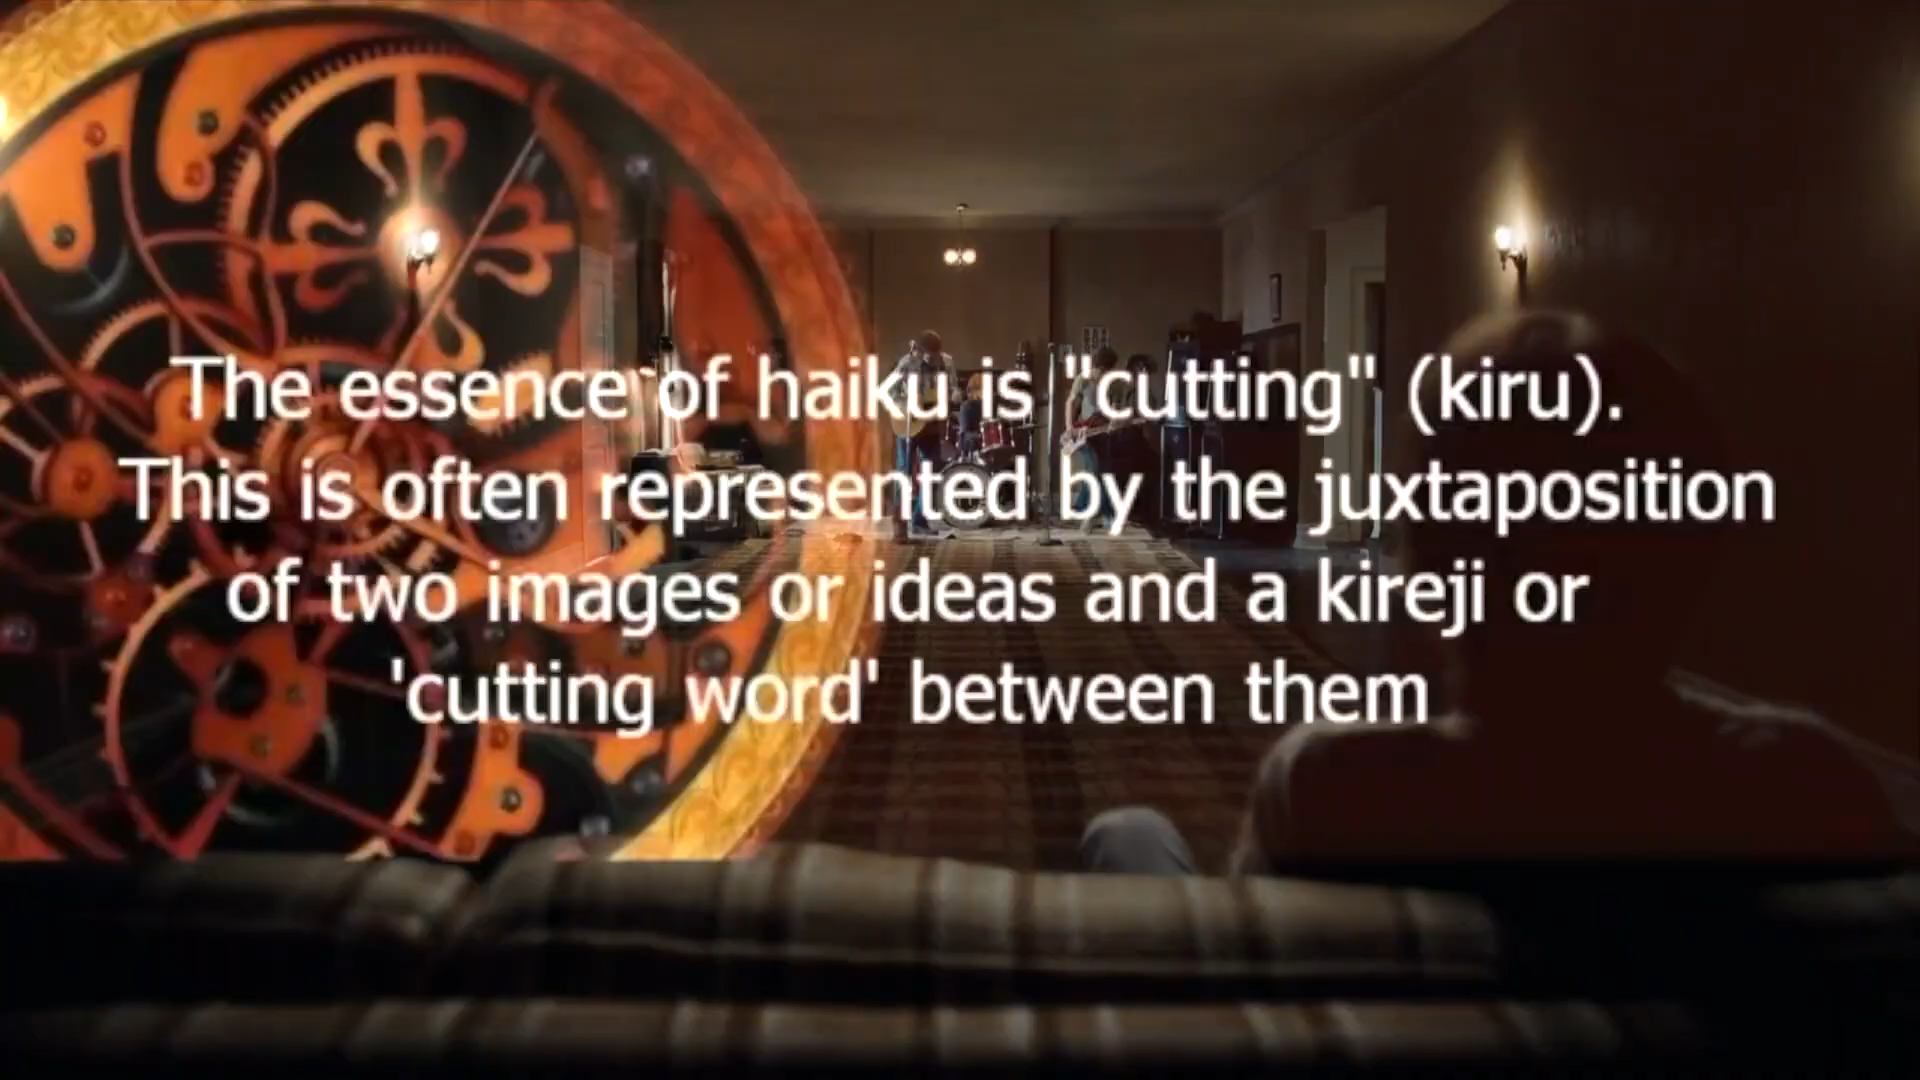 The essence of haiku is "cutting" (kiru).
This is often represented by the juxtaposition
of two images or ideas and a kireji or
'cutting word' between them